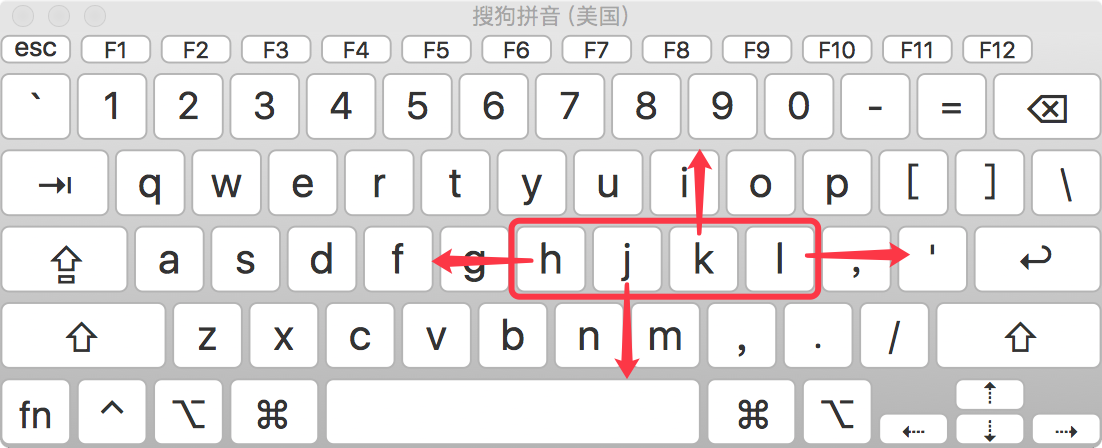 搜狗拼音 (美国)
esc F1 F2 F3 F4 F5 F6 F7 F8 F9 F10 F11 F12
` 1 2 3 4 5 6 7 8 9 0 - =
q w e r t y u i o p [ ] \
a s d f g h j k l , '
z x c v b n m , . /
fn ^ ⌥ ⌘ ⌘ ⌥